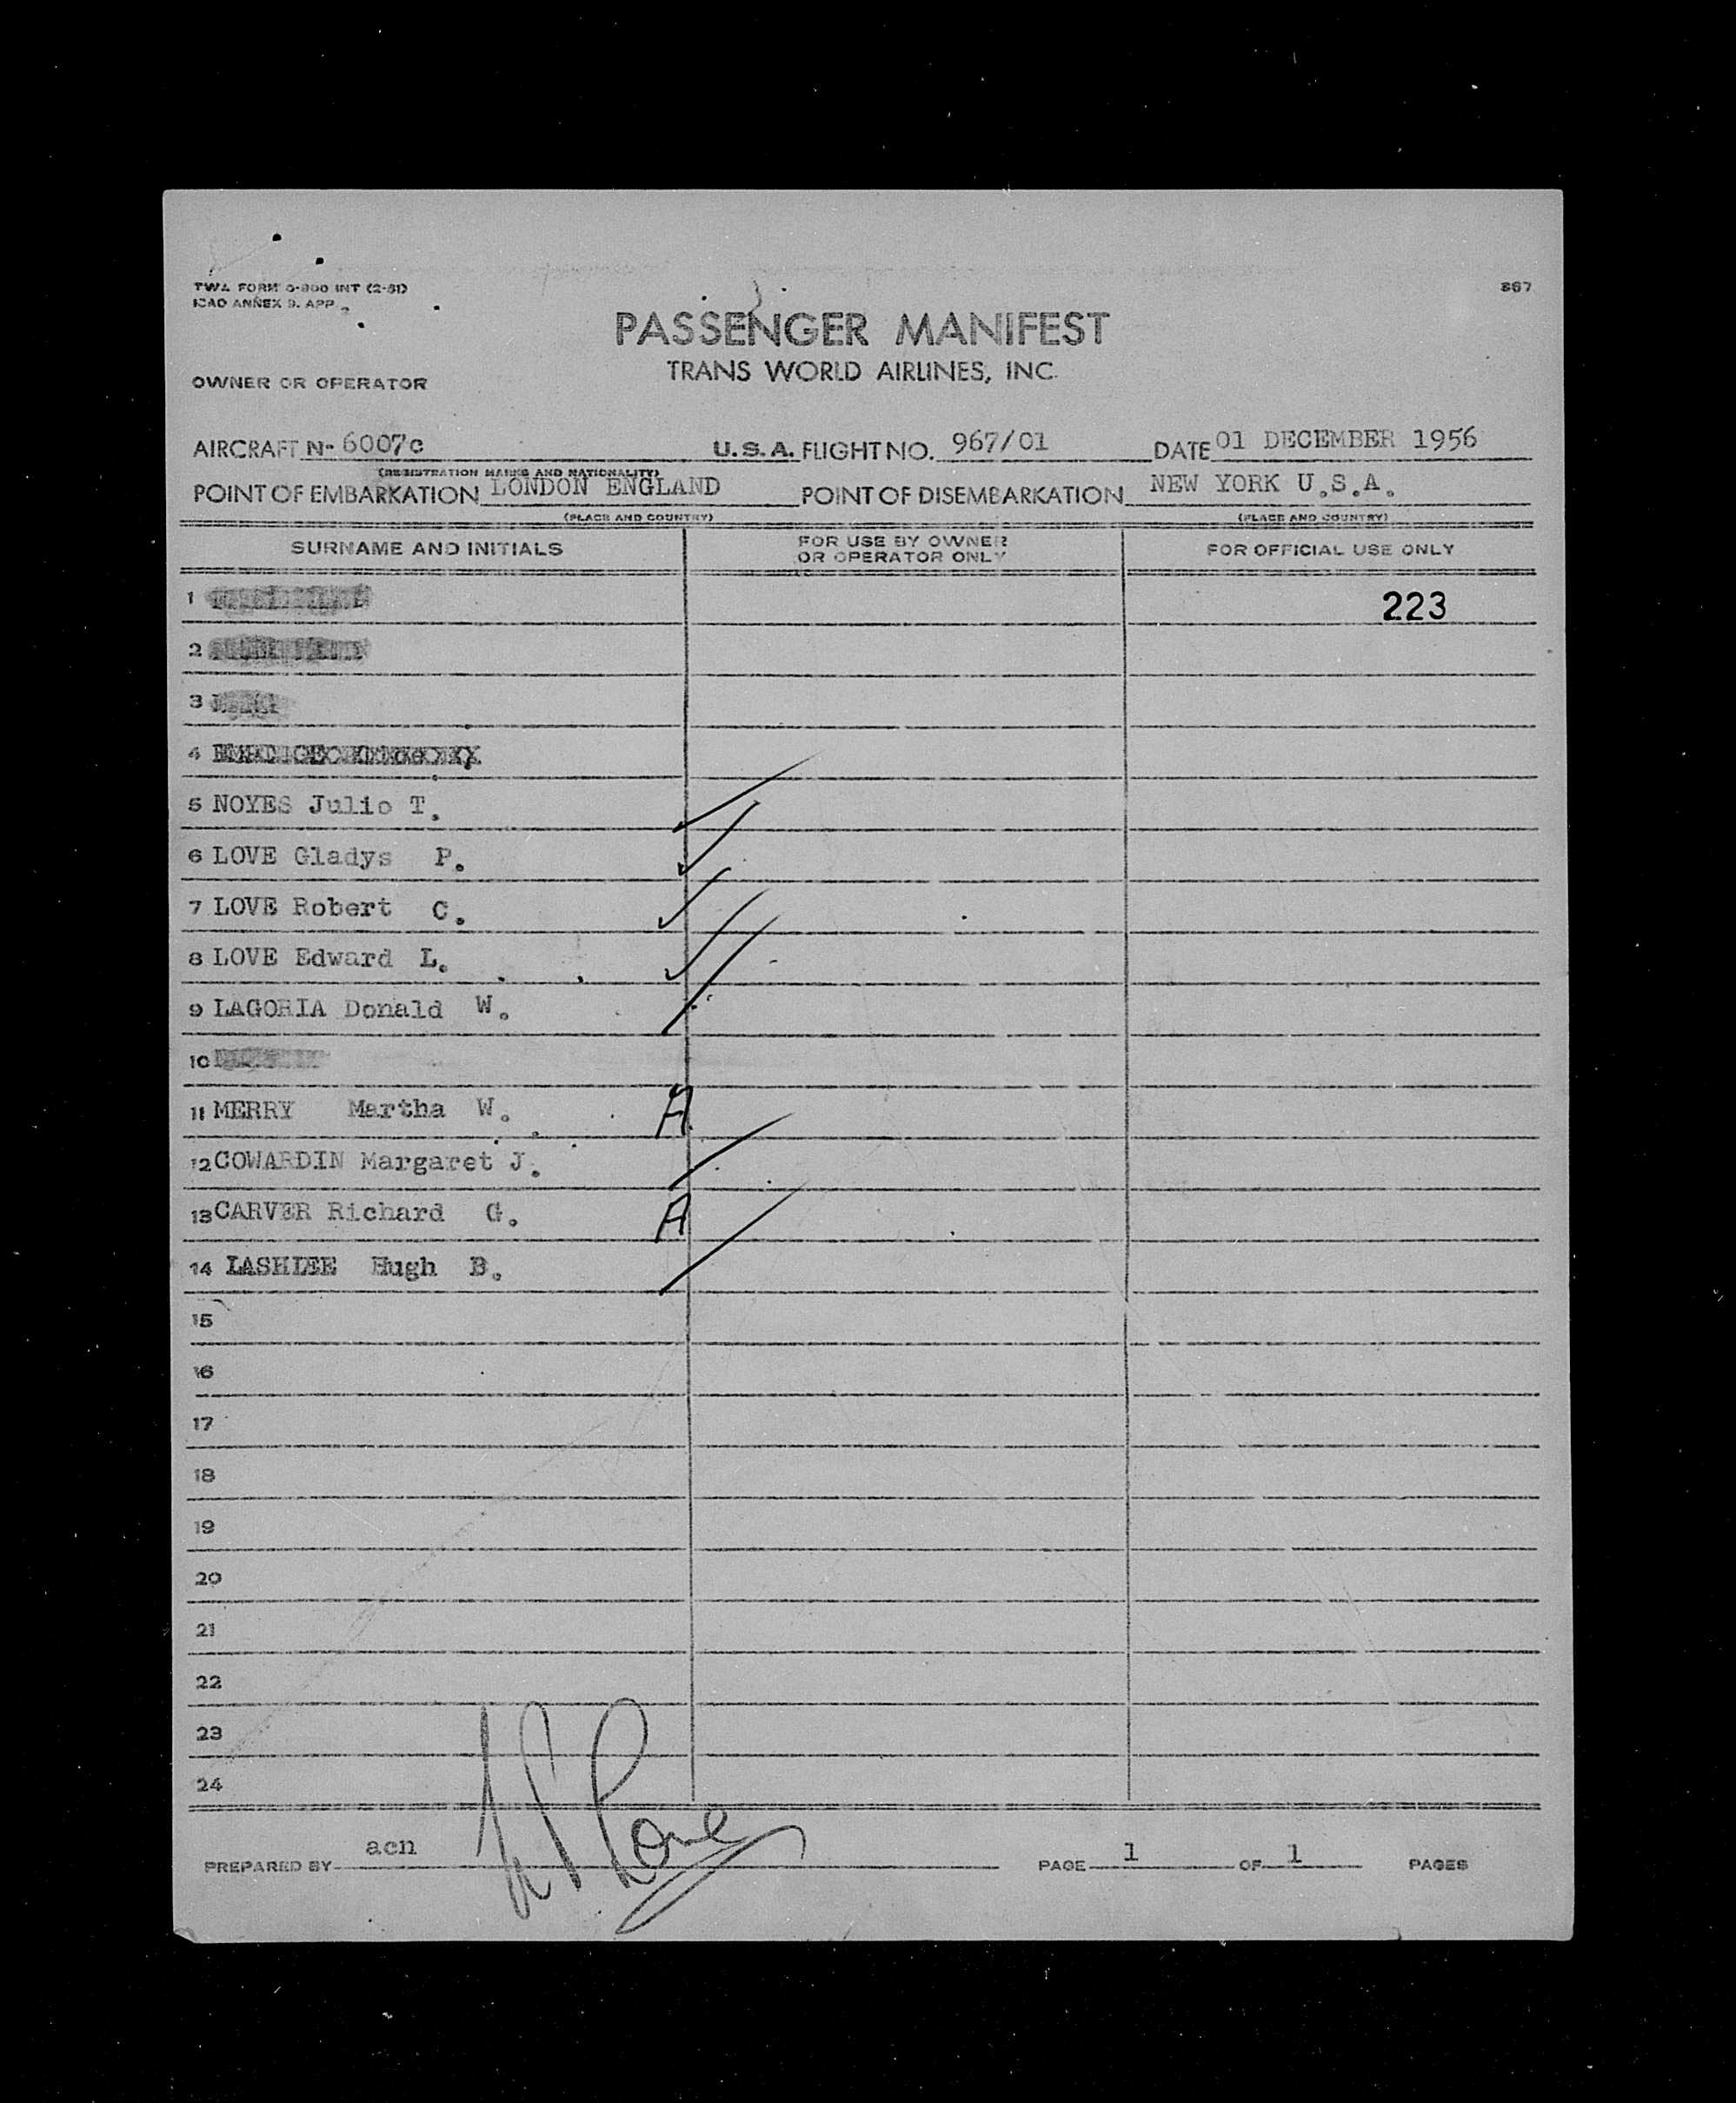 TWA FORM O-900 INT (2-51)
ICAO ANNEX 9. APP
867
PASSENGER MANIFEST
TRANS WORLD AIRLINES, INC.
OWNER OR OPERATOR
AIRCRAFT N- 6007c U.S.A. FLIGHT NO. 967/01 DATE 01 DECEMBER 1956
(REGISTRATION MARKS AND NATIONALITY)
POINT OF EMBARKATION LONDON ENGLAND POINT OF DISEMBARKATION NEW YORK U.S.A.
(PLACE AND COUNTRY) (PLACE AND COUNTRY)
SURNAME AND INITIALS FOR USE BY OWNER OR OPERATOR ONLY FOR OFFICIAL USE ONLY
1 223
2
3
4
5 NOYES Julio T.
6 LOVE Gladys P.
7 LOVE Robert C.
8 LOVE Edward L.
9 LAGORIA Donald W.
10
11 MERRY Martha W. A
12 COWARDIN Margaret J.
13 CARVER Richard G. A
14 LASHLEE Hugh B.
15
16
17
18
19
20
21
22
23
24
PREPARED BY acn PAGE 1 OF 1 PAGES